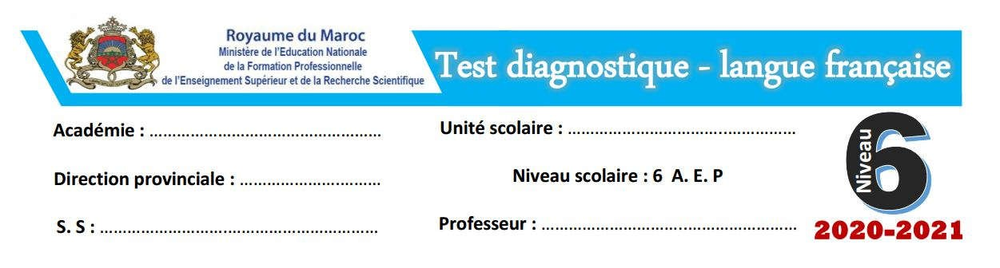 Royaume du Maroc
Ministère de l'Education Nationale
de la Formation Professionnelle
de l'Enseignement Supérieur et de la Recherche Scientifique
Test diagnostique - langue française
Académie : ……………………………………………
Unité scolaire : ……………………………………………
Direction provinciale : …………………………
Niveau scolaire : 6 A. E. P
Niveau
6
S. S : ……………………………………………………
Professeur : …………………………………………………
2020-2021